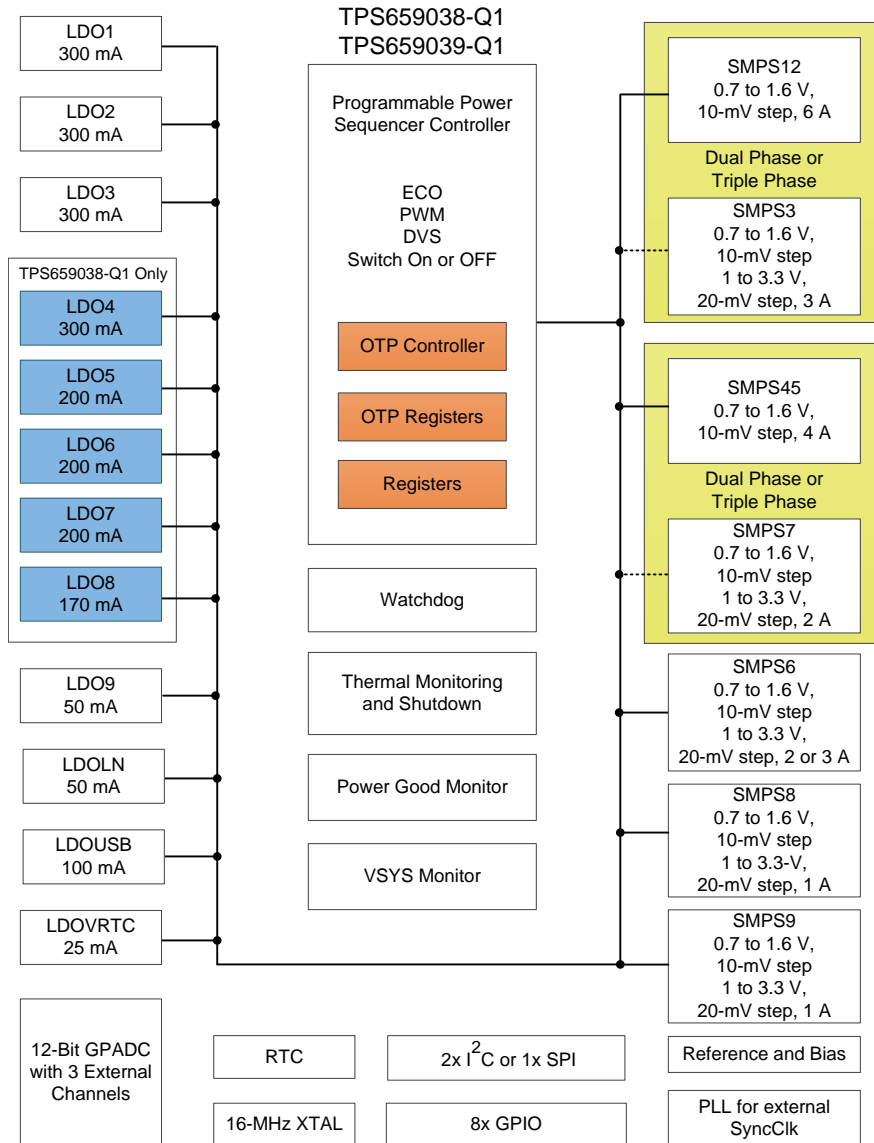 TPS659038-Q1
TPS659039-Q1
LDO1
300 mA
LDO2
300 mA
LDO3
300 mA
TPS659038-Q1 Only
LDO4
300 mA
LDO5
200 mA
LDO6
200 mA
LDO7
200 mA
LDO8
170 mA
LDO9
50 mA
LDOLN
50 mA
LDOUSB
100 mA
LDOVRTC
25 mA
12-Bit GPADC
with 3 External
Channels
Programmable Power
Sequencer Controller
ECO
PWM
DVS
Switch On or OFF
OTP Controller
OTP Registers
Registers
Watchdog
Thermal Monitoring
and Shutdown
Power Good Monitor
VSYS Monitor
RTC
2x I2C or 1x SPI
16-MHz XTAL
8x GPIO
SMPS12
0.7 to 1.6 V,
10-mV step, 6 A
Dual Phase or
Triple Phase
SMPS3
0.7 to 1.6 V,
10-mV step
1 to 3.3 V,
20-mV step, 3 A
SMPS45
0.7 to 1.6 V,
10-mV step, 4 A
Dual Phase or
Triple Phase
SMPS7
0.7 to 1.6 V,
10-mV step
1 to 3.3 V,
20-mV step, 2 A
SMPS6
0.7 to 1.6 V,
10-mV step
1 to 3.3 V,
20-mV step, 2 or 3 A
SMPS8
0.7 to 1.6 V,
10-mV step
1 to 3.3-V,
20-mV step, 1 A
SMPS9
0.7 to 1.6 V,
10-mV step
1 to 3.3 V,
20-mV step, 1 A
Reference and Bias
PLL for external
SyncClk